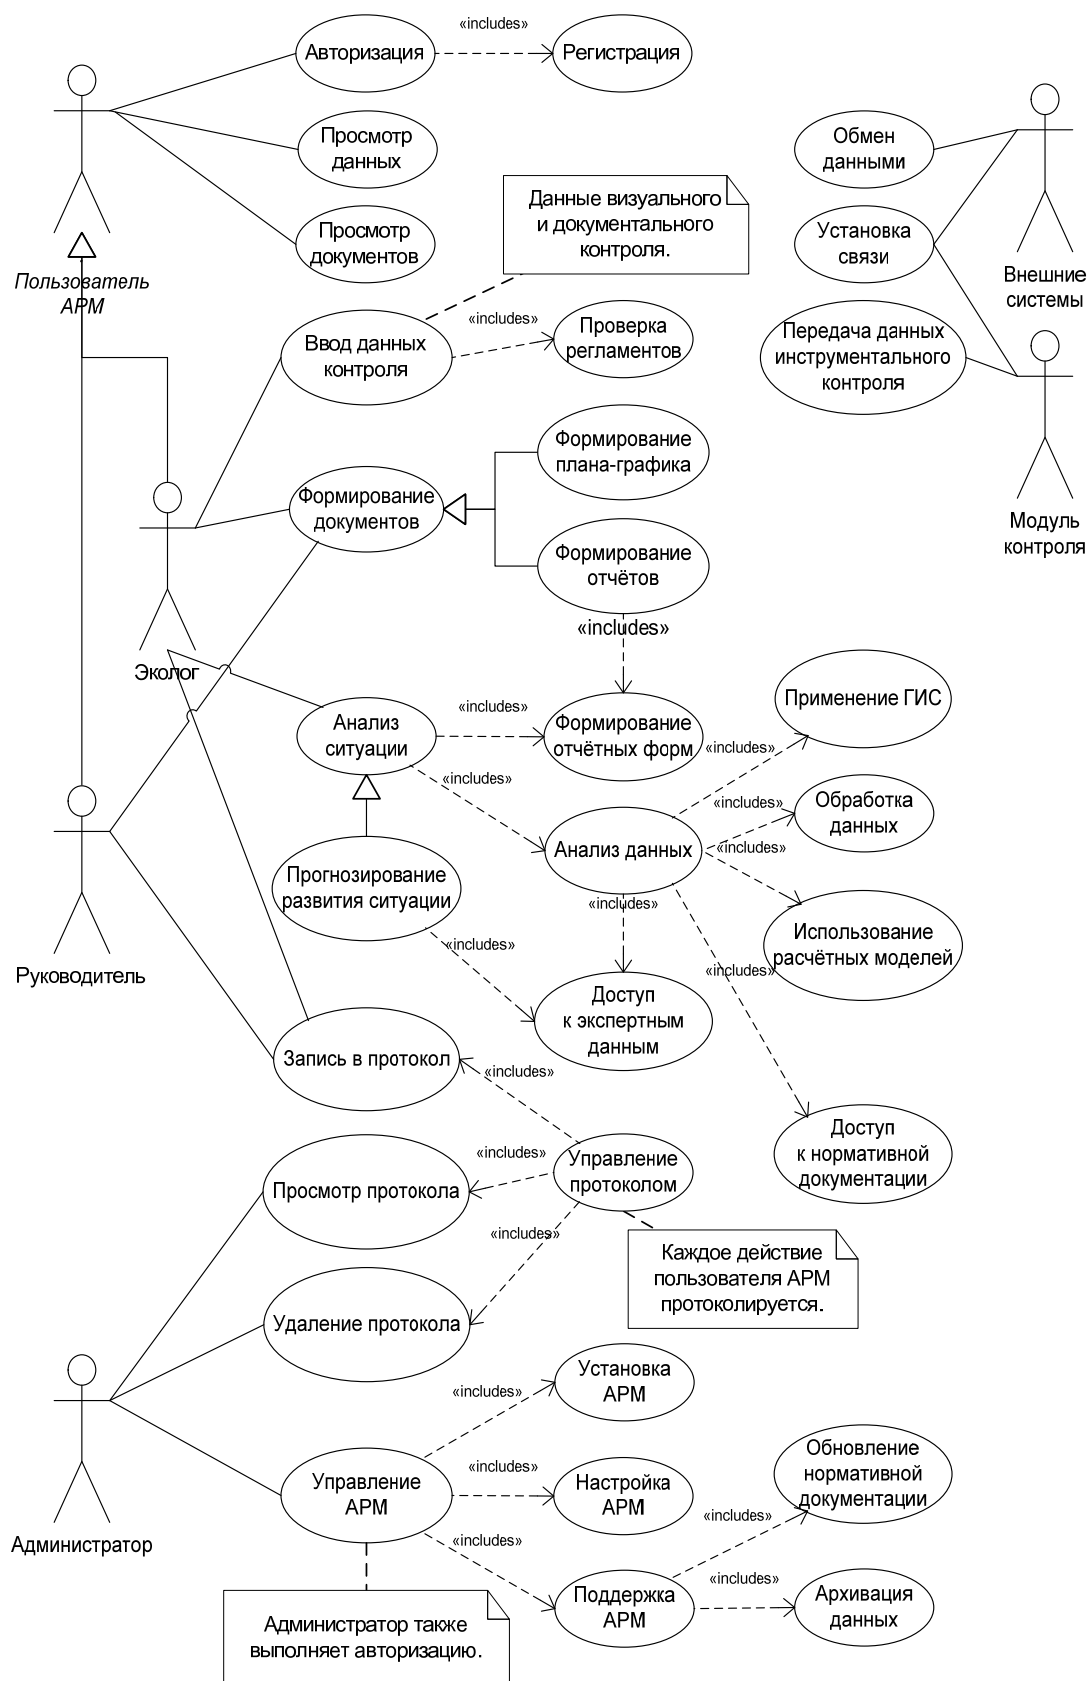 «includes»
Авторизация
Регистрация
Просмотр
данных
Просмотр
документов
Обмен
данными
Установка
связи
Внешние
системы
Пользователь
АРМ
Данные визуального
и документального
контроля.
Ввод данных
контроля
«includes»
Проверка
регламентов
Передача данных
инструментального
контроля
Модуль
контроля
Формирование
плана-графика
Формирование
документов
Формирование
отчётов
«includes»
Эколог
Анализ
ситуации
«includes»
Формирование
отчётных форм
Применение ГИС
«includes»
«includes»
«includes»
Обработка
данных
«includes»
Анализ данных
Прогнозирование
развития ситуации
«includes»
«includes»
Использование
расчётных моделей
«includes»
Руководитель
Доступ
к экспертным
данным
Запись в протокол
«includes»
Доступ
к нормативной
документации
Управление
протоколом
«includes»
Просмотр протокола
«includes»
Каждое действие
пользователя АРМ
протоколируется.
Удаление протокола
Установка
АРМ
«includes»
Администратор
Управление
АРМ
«includes»
Настройка
АРМ
Обновление
нормативной
документации
«includes»
«includes»
Поддержка
АРМ
«includes»
Архивация
данных
Администратор также
выполняет авторизацию.